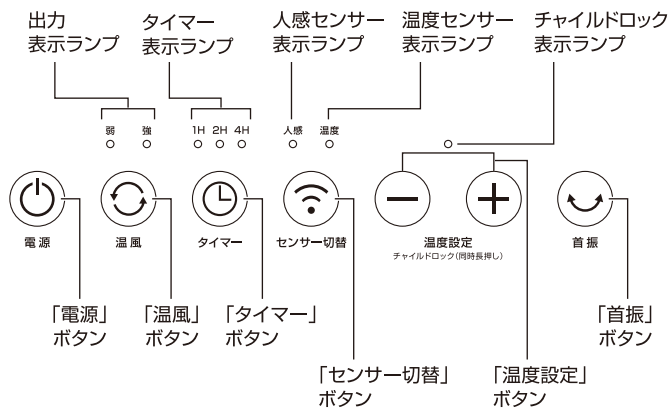 出力
表示ランプ
タイマー
表示ランプ
人感センサー
表示ランプ
温度センサー
表示ランプ
チャイルドロック
表示ランプ
弱 強
1H 2H 4H
人感 温度
電源
温風
タイマー
センサー切替
温度設定
チャイルドロック(同時長押し)
首振
「電源」
ボタン
「温風」
ボタン
「タイマー」
ボタン
「センサー切替」
ボタン
「温度設定」
ボタン
「首振」
ボタン